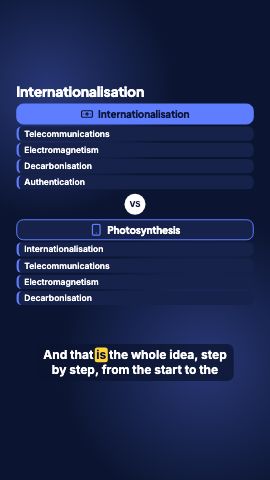 Internationalisation
Internationalisation
Telecommunications
Electromagnetism
Decarbonisation
Authentication
VS
Photosynthesis
Internationalisation
Telecommunications
Electromagnetism
Decarbonisation
And that is the whole idea, step
by step, from the start to the